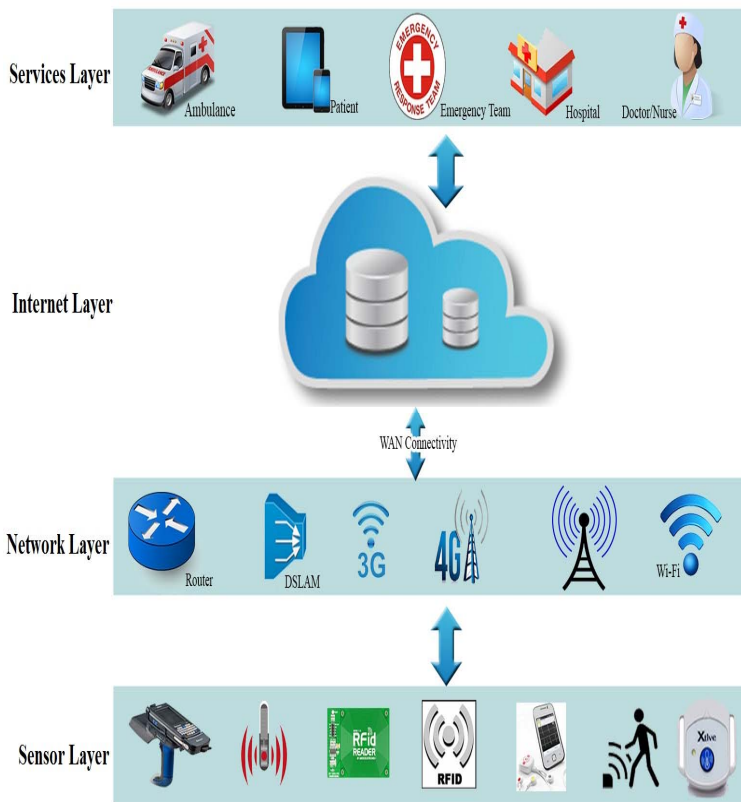 Services Layer
EMERGENCY
RESPONSE TEAM
Ambulance
Patient
Emergency Team
Hospital
Doctor/Nurse
Internet Layer
WAN Connectivity
Network Layer
3G
4G
Router
DSLAM
Wi-Fi
Sensor Layer
RFid
READER
RFID